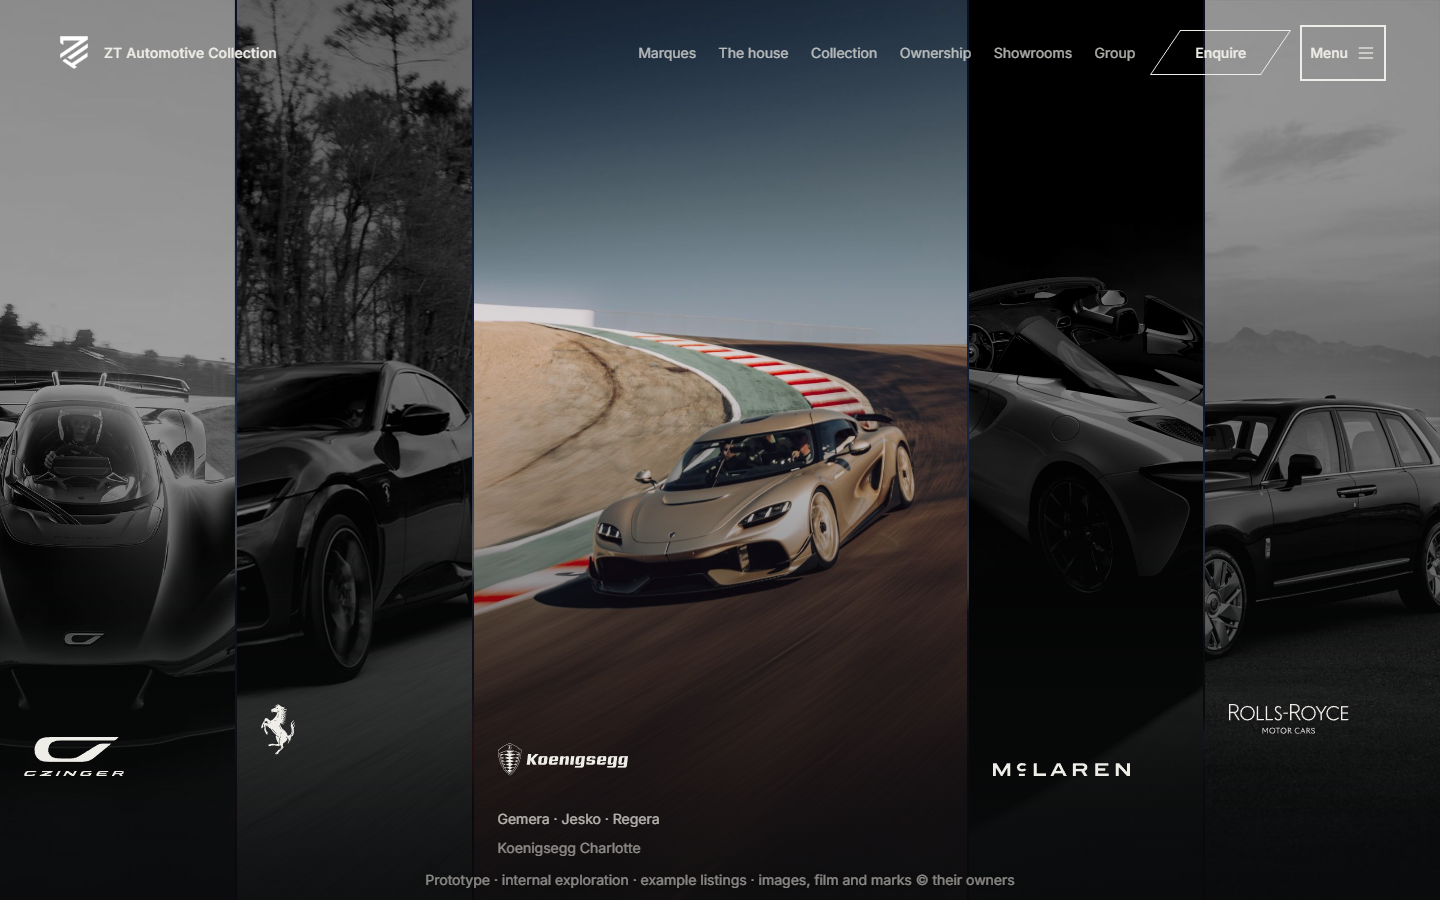 ZT Automotive Collection
Marques
The house
Collection
Ownership
Showrooms
Group
Enquire
Menu
CZINGER
Koenigsegg
McLAREN
ROLLS-ROYCE
MOTOR CARS
Gemera · Jesko · Regera
Koenigsegg Charlotte
Prototype · internal exploration · example listings · images, film and marks © their owners